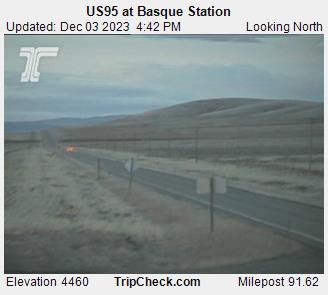 US95 at Basque Station
Updated: Dec 03 2023 4:42 PM Looking North
Elevation 4460 TripCheck.com Milepost 91.62